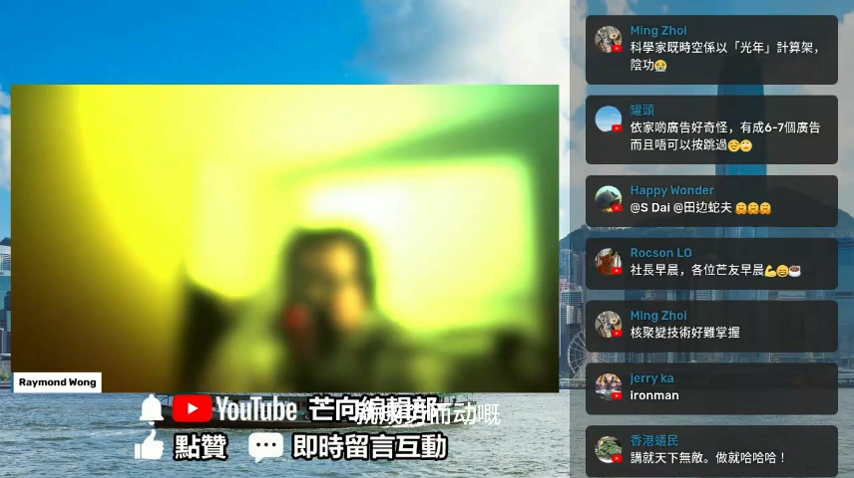 Ming Zhoi
科學家既時空係以「光年」計算架，
陰功😭
罐頭
依家啲廣告好奇怪，有成6-7個廣告
而且唔可以按跳過
Happy Wonder
@S Dai @田边蛇夫 🤗🤗🤗
Rocson LO
社長早晨，各位芒友早晨
Ming Zhoi
核聚變技術好難掌握
jerry ka
ironman
香港蟻民
講就天下無敵。做就哈哈哈！
Raymond Wong
YouTube 芒向編輯部
而动嘅
點贊 即時留言互動